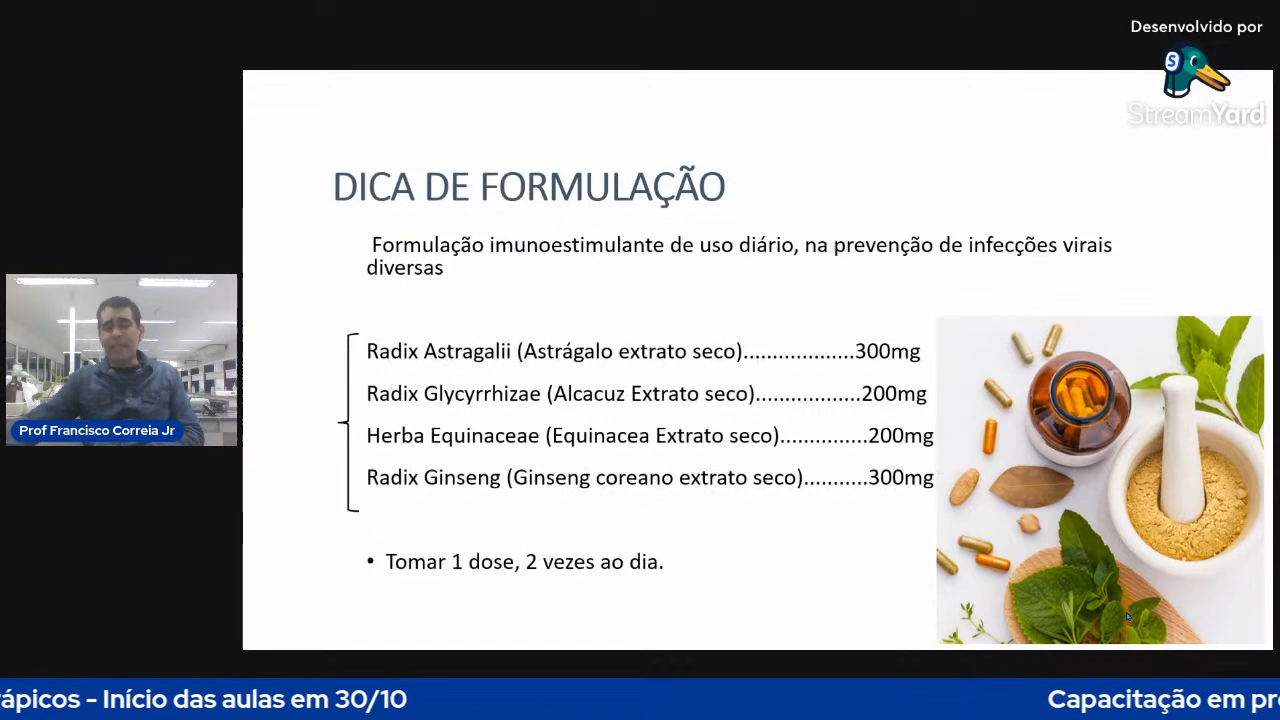 Desenvolvido por
StreamYard
DICA DE FORMULAÇÃO
Formulação imunoestimulante de uso diário, na prevenção de infecções virais
diversas
Radix Astragalii (Astrágalo extrato seco)...................300mg
Radix Glycyrrhizae (Alcacuz Extrato seco)..................200mg
Herba Equinaceae (Equinacea Extrato seco)...............200mg
Radix Ginseng (Ginseng coreano extrato seco)...........300mg
• Tomar 1 dose, 2 vezes ao dia.
Prof Francisco Correia Jr
ápicos - Início das aulas em 30/10
Capacitação em pr